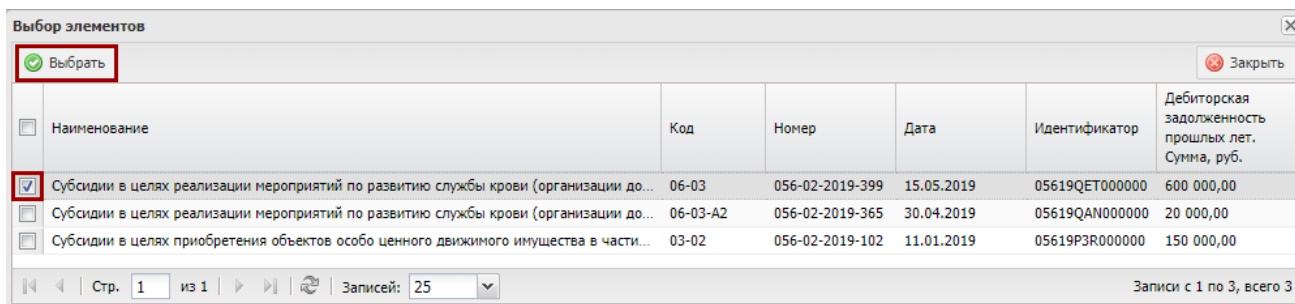 Выбор элементов
Выбрать
Закрыть
Наименование Код Номер Дата Идентификатор Дебиторская задолженность прошлых лет. Сумма, руб.
Субсидии в целях реализации мероприятий по развитию службы крови (организации до... 06-03 056-02-2019-399 15.05.2019 05619QET000000 600 000,00
Субсидии в целях реализации мероприятий по развитию службы крови (организации до... 06-03-A2 056-02-2019-365 30.04.2019 05619QAN000000 20 000,00
Субсидии в целях приобретения объектов особо ценного движимого имущества в части... 03-02 056-02-2019-102 11.01.2019 05619P3R000000 150 000,00
Стр. 1 из 1 Записей: 25 Записи с 1 по 3, всего 3